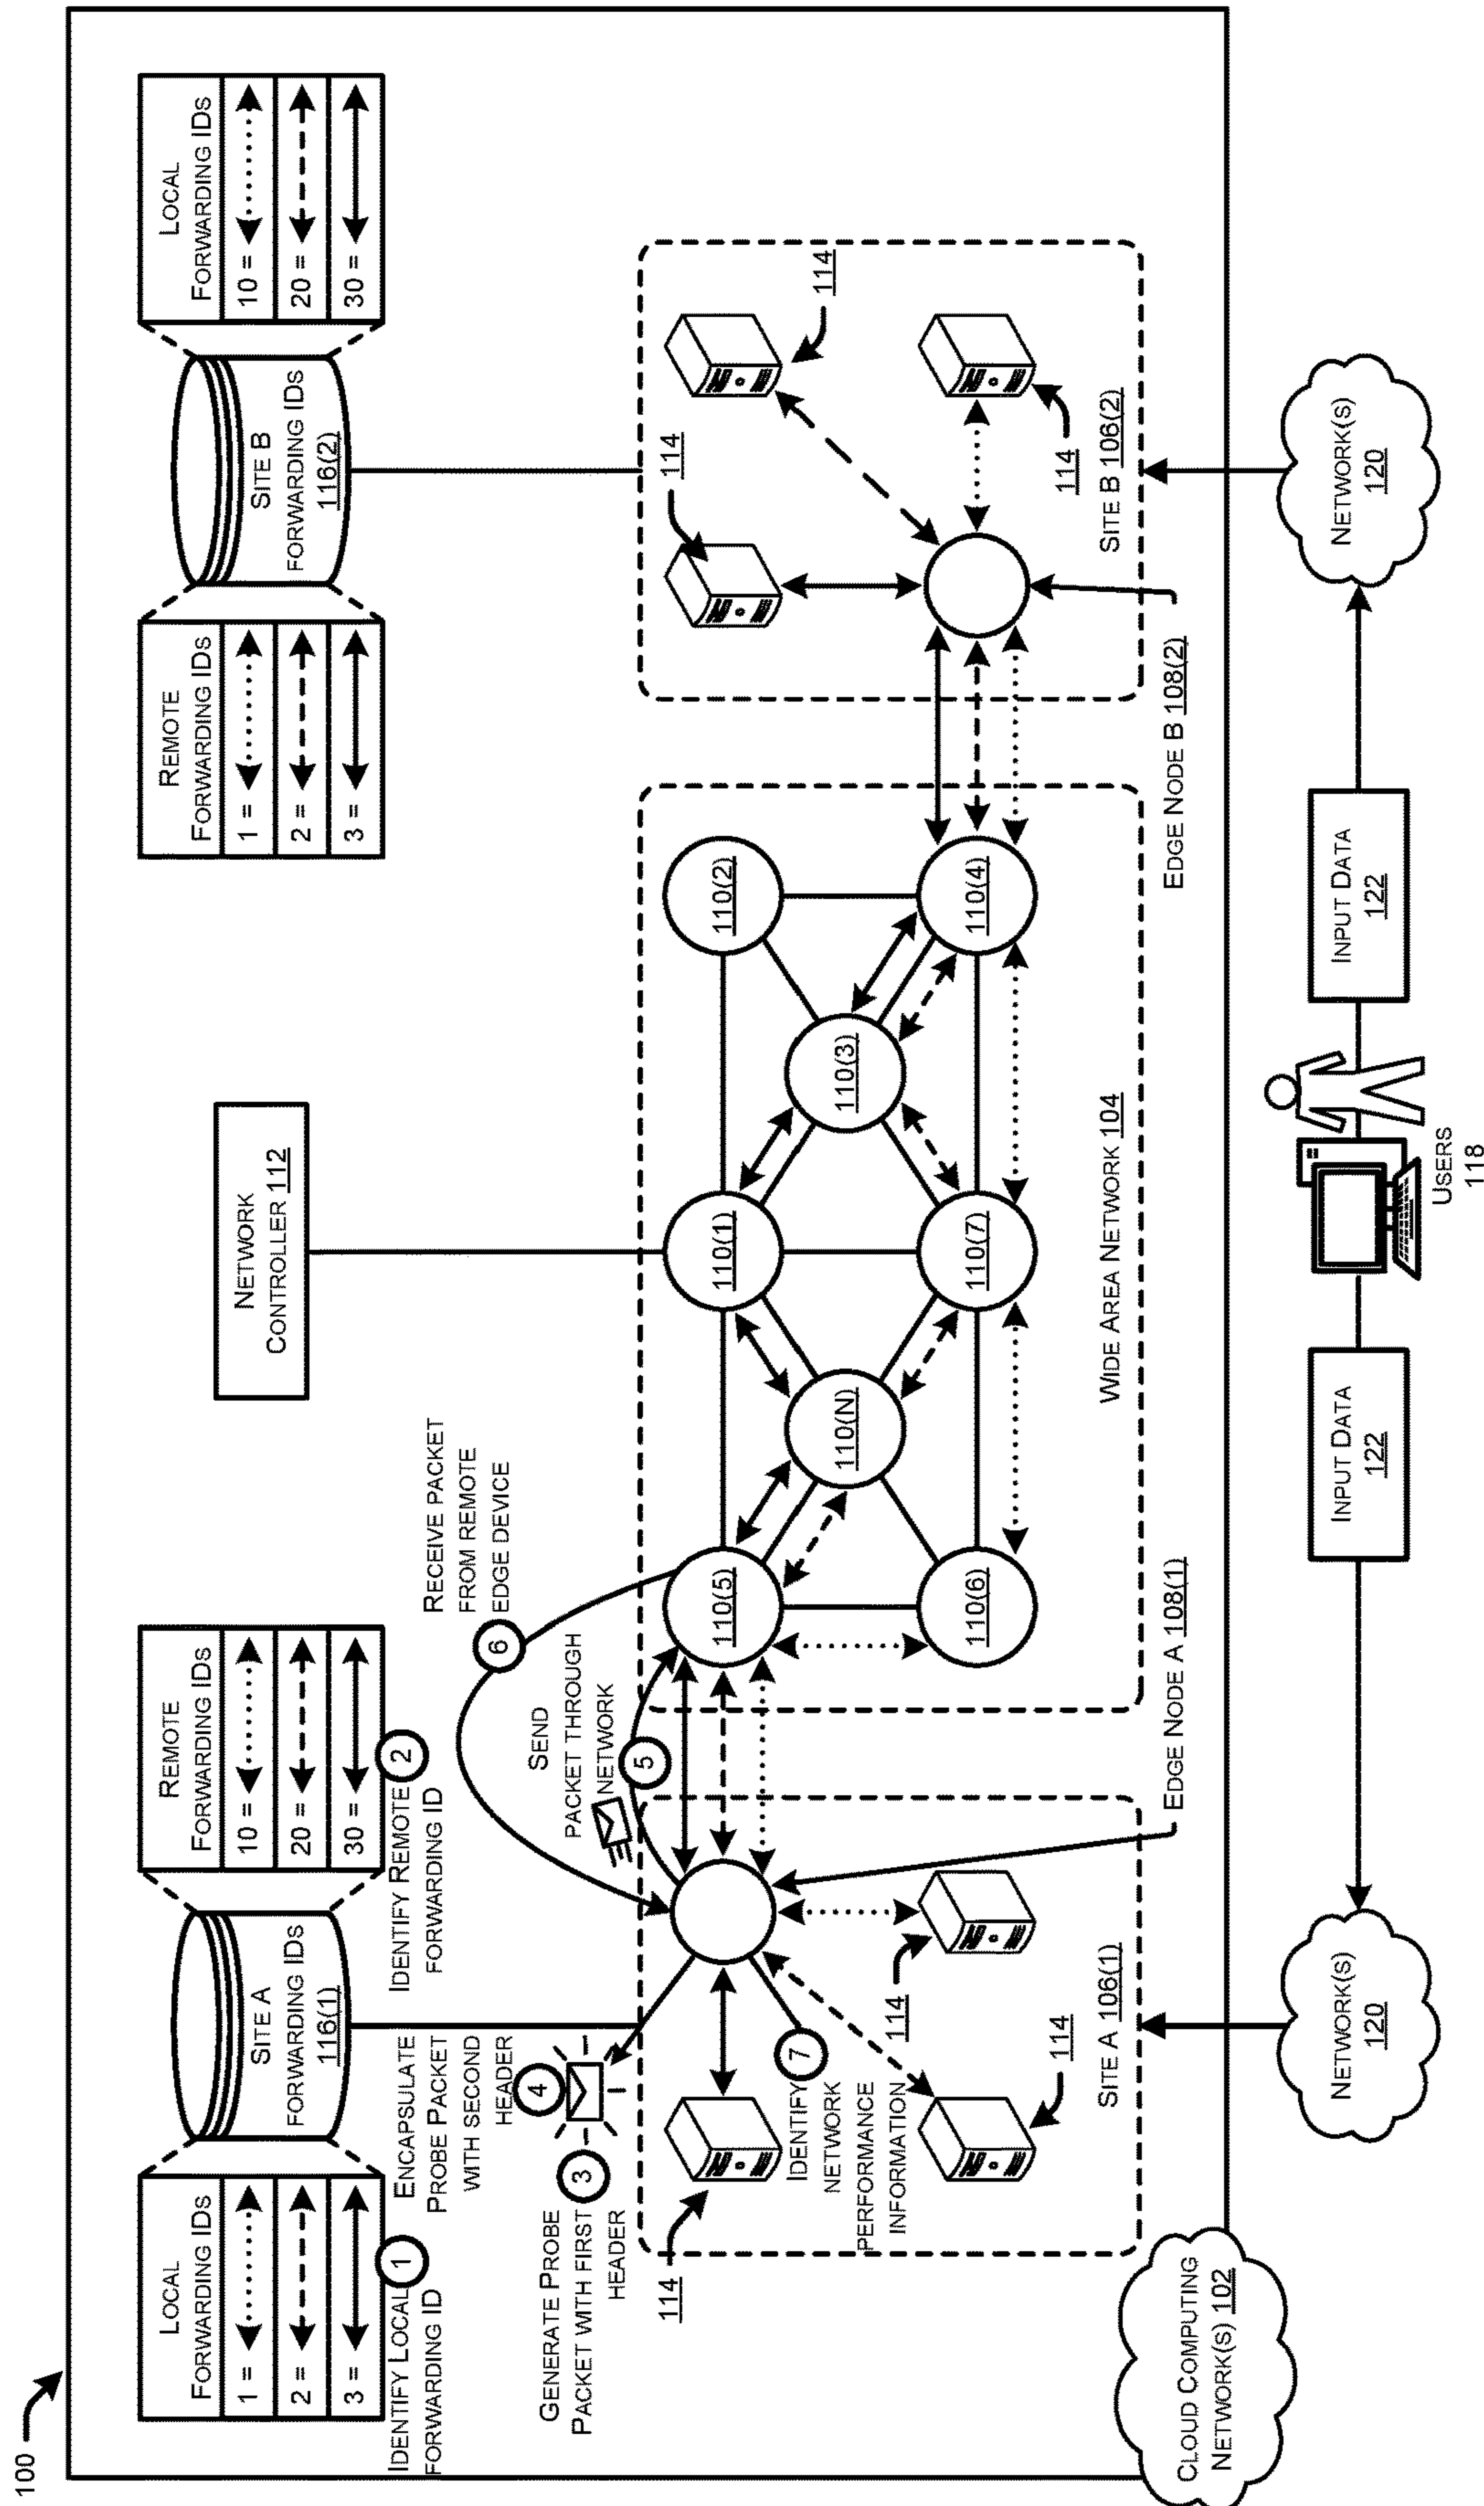 100
LOCAL
FORWARDING IDS
1 =
2 =
3 =
SITE A
FORWARDING IDS
116(1)
REMOTE
FORWARDING IDS
10 =
20 =
30 =
NETWORK
CONTROLLER 112
REMOTE
FORWARDING IDS
1 =
2 =
3 =
SITE B
FORWARDING IDS
116(2)
LOCAL
FORWARDING IDS
10 =
20 =
30 =
IDENTIFY LOCAL
FORWARDING ID
1
IDENTIFY REMOTE
FORWARDING ID
2
ENCAPSULATE
PROBE PACKET
WITH SECOND
HEADER
4
GENERATE PROBE
PACKET WITH FIRST
HEADER
3
SEND
PACKET THROUGH
NETWORK
5
RECEIVE PACKET
FROM REMOTE
EDGE DEVICE
6
114
IDENTIFY
NETWORK
PERFORMANCE
INFORMATION
7
114
114
SITE A 106(1)
110(5)
110(1)
110(2)
110(N)
110(3)
110(6)
110(7)
110(4)
WIDE AREA NETWORK 104
114
114
114
SITE B 106(2)
EDGE NODE A 108(1)
EDGE NODE B 108(2)
CLOUD COMPUTING
NETWORK(S) 102
NETWORK(S)
120
INPUT DATA
122
USERS
118
INPUT DATA
122
NETWORK(S)
120